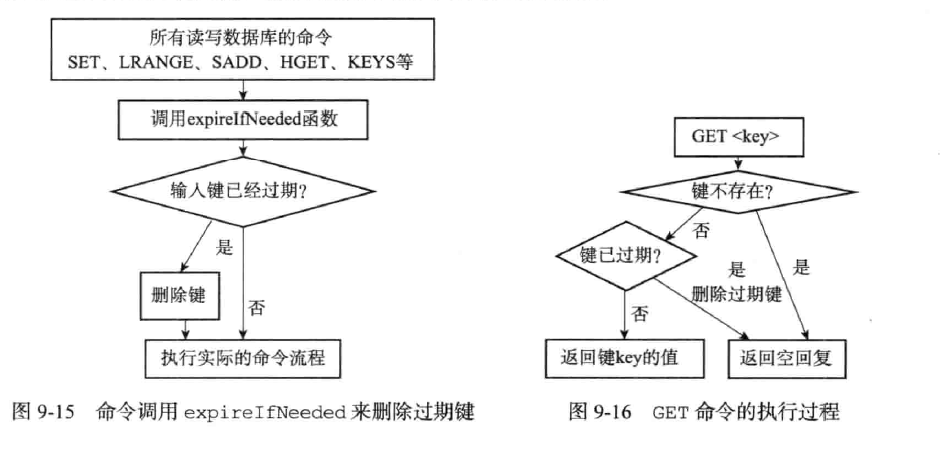 所有读写数据库的命令
SET、LRANGE、SADD、HGET、KEYS等
调用expireIfNeeded函数
输入键已经过期?
是
删除键
否
执行实际的命令流程
图 9-15 命令调用 expireIfNeeded 来删除过期键
GET <key>
键不存在?
否
键已过期?
是
删除过期键
是
否
返回键key的值
返回空回复
图 9-16 GET 命令的执行过程